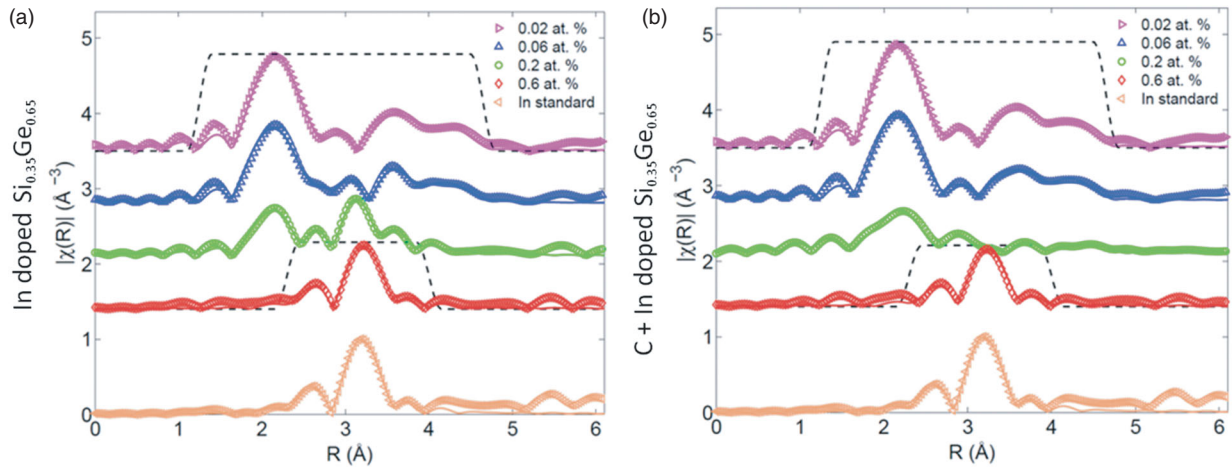 (a)
In doped Si0.35Ge0.65
|χ(R)| (Å⁻³)
5
4
3
2
1
0
0.02 at. %
0.06 at. %
0.2 at. %
0.6 at. %
In standard
0 1 2 3 4 5 6
R (Å)
(b)
C + In doped Si0.35Ge0.65
|χ(R)| (Å⁻³)
5
4
3
2
1
0
0.02 at. %
0.06 at. %
0.2 at. %
0.6 at. %
In standard
0 1 2 3 4 5 6
R (Å)